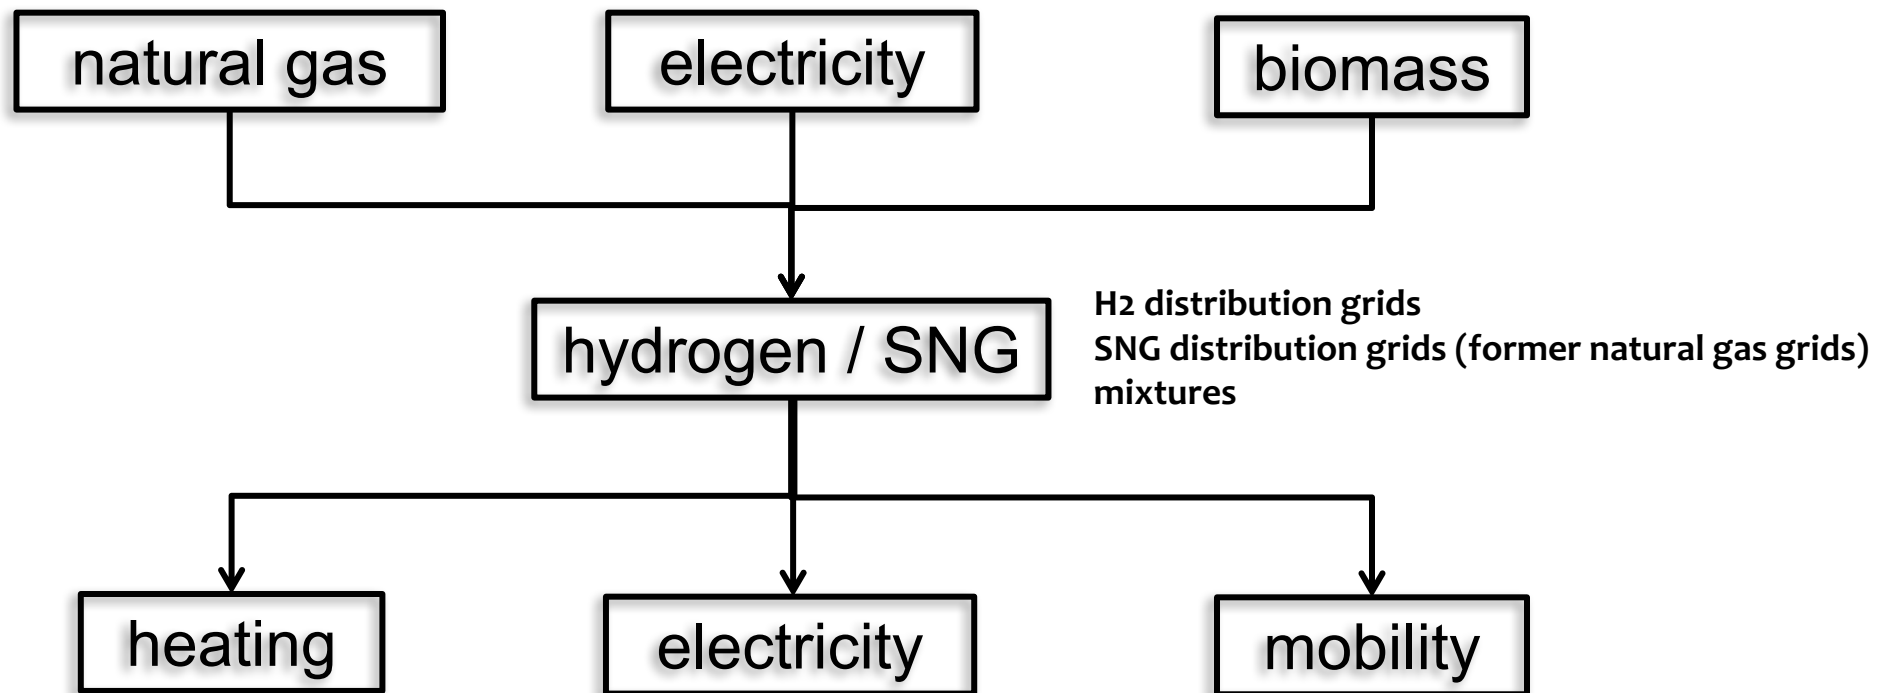 natural gas
electricity
biomass
hydrogen / SNG
H2 distribution grids
SNG distribution grids (former natural gas grids)
mixtures
heating
electricity
mobility